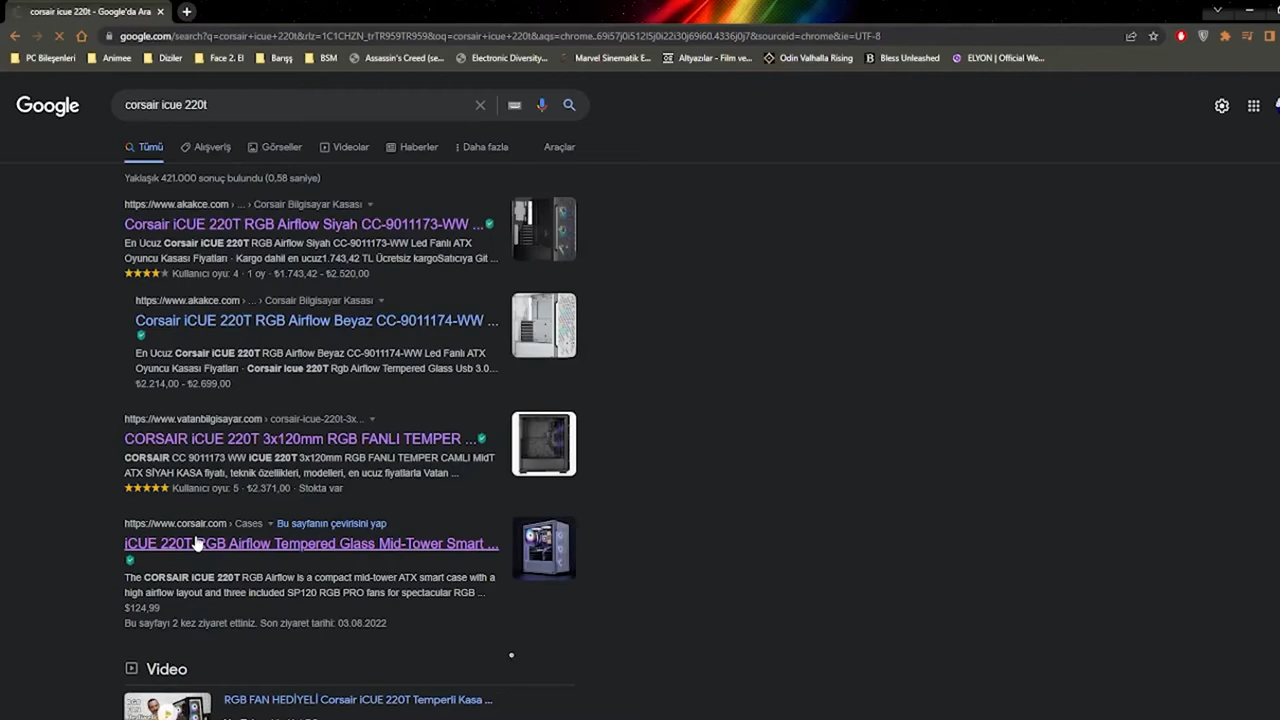 corsair icue 220t - Google'da Ara
google.com/search?q=corsair+icue+220t&rlz=1C1CHZN_trTR959TR959&oq=corsair+icue+220t&aqs=chrome..69i57j0i512l5j0i22i30j69i60.4336j0j7&sourceid=chrome&ie=UTF-8
PC Bileşenleri
Animee
Diziler
Face 2. El
Barışş
BSM
Assassin's Creed (se...
Electronic Diversity...
Marvel Sinematik E...
Altyazılar - Film ve...
Odin Valhalla Rising
Bless Unleashed
ELYON | Official We...
Google
corsair icue 220t
Tümü
Alışveriş
Görseller
Videolar
Haberler
Daha fazla
Araçlar
Yaklaşık 421.000 sonuç bulundu (0,58 saniye)
https://www.akakce.com › ... › Corsair Bilgisayar Kasası
Corsair iCUE 220T RGB Airflow Siyah CC-9011173-WW ...
En Ucuz Corsair iCUE 220T RGB Airflow Siyah CC-9011173-WW Led Fanlı ATX
Oyuncu Kasası Fiyatları · Kargo dahil en ucuz1.743,42 TL Ücretsiz kargoSatıcıya Git ...
Kullanıcı oyu: 4 · 1 oy · ₺1.743,42 - ₺2.520,00
https://www.akakce.com › ... › Corsair Bilgisayar Kasası
Corsair iCUE 220T RGB Airflow Beyaz CC-9011174-WW ...
En Ucuz Corsair iCUE 220T RGB Airflow Beyaz CC-9011174-WW Led Fanlı ATX
Oyuncu Kasası Fiyatları · Corsair Icue 220T Rgb Airflow Tempered Glass Usb 3.0...
₺2.214,00 - ₺2.699,00
https://www.vatanbilgisayar.com › corsair-icue-220t-3x...
CORSAIR iCUE 220T 3x120mm RGB FANLI TEMPER ...
CORSAIR CC 9011173 WW iCUE 220T 3x120mm RGB FANLI TEMPER CAMLI MidT
ATX SİYAH KASA fiyatı, teknik özellikleri, modelleri, en ucuz fiyatlarla Vatan ...
Kullanıcı oyu: 5 · ₺2.371,00 · Stokta var
https://www.corsair.com › Cases
Bu sayfanın çevirisini yap
iCUE 220T RGB Airflow Tempered Glass Mid-Tower Smart ...
The CORSAIR iCUE 220T RGB Airflow is a compact mid-tower ATX smart case with a
high airflow layout and three included SP120 RGB PRO fans for spectacular RGB ...
$124,99
Bu sayfayı 2 kez ziyaret ettiniz. Son ziyaret tarihi: 03.08.2022
Video
RGB FAN HEDİYELİ Corsair iCUE 220T Temperli Kasa ...